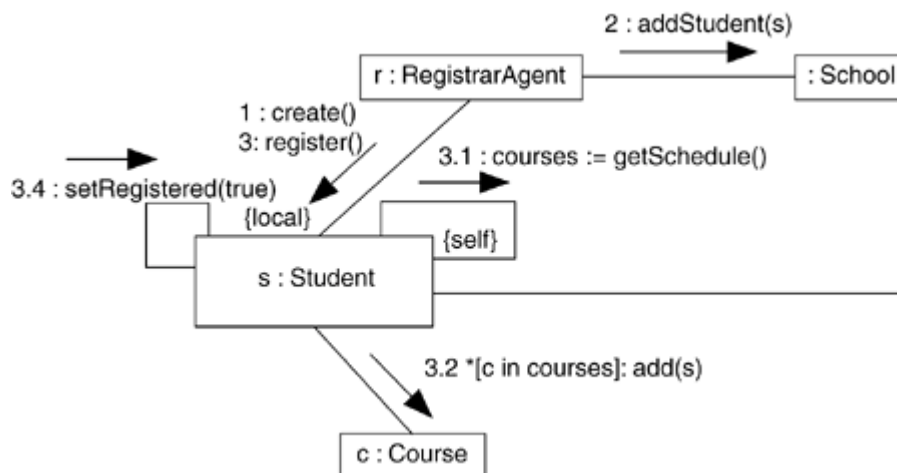 2 : addStudent(s)
r : RegistrarAgent
: School
1 : create()
3: register()
3.1 : courses := getSchedule()
3.4 : setRegistered(true)
{local}
{self}
s : Student
3.2 *[c in courses]: add(s)
c : Course